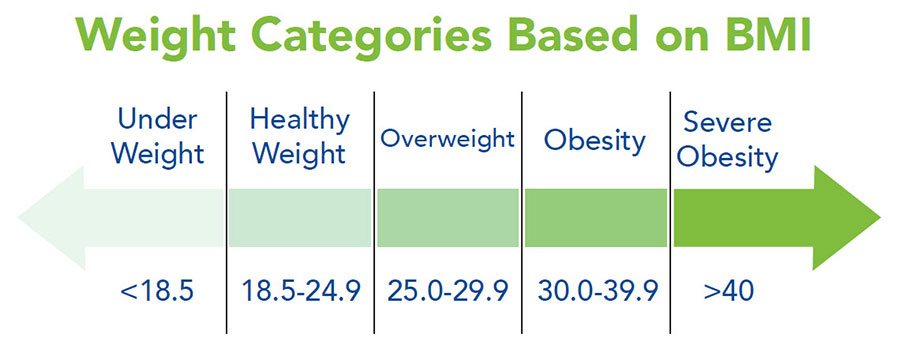 Weight Categories Based on BMI
Under
Weight
Healthy
Weight
Overweight
Obesity
Severe
Obesity
<18.5
18.5-24.9
25.0-29.9
30.0-39.9
>40